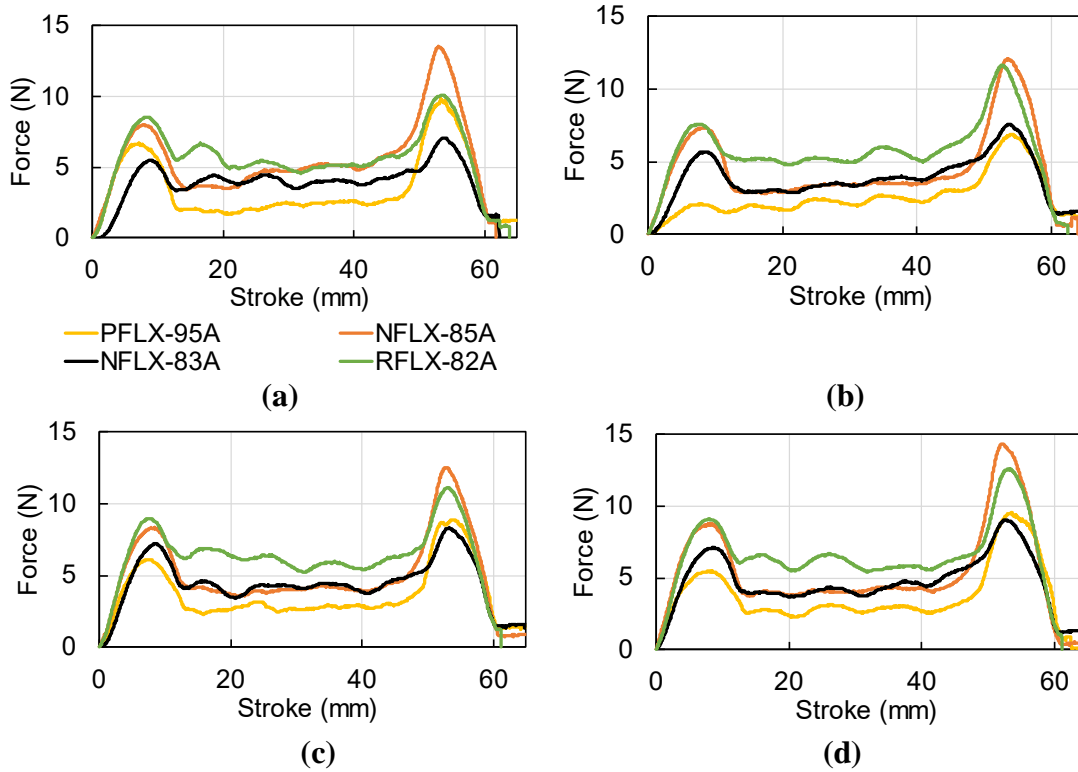 15
10
5
0
Force (N)
0 20 40 60
Stroke (mm)
15
10
5
0
Force (N)
0 20 40 60
Stroke (mm)
PFLX-95A NFLX-85A
NFLX-83A RFLX-82A
(a) (b)
15
10
5
0
Force (N)
0 20 40 60
Stroke (mm)
15
10
5
0
Force (N)
0 20 40 60
Stroke (mm)
(c) (d)